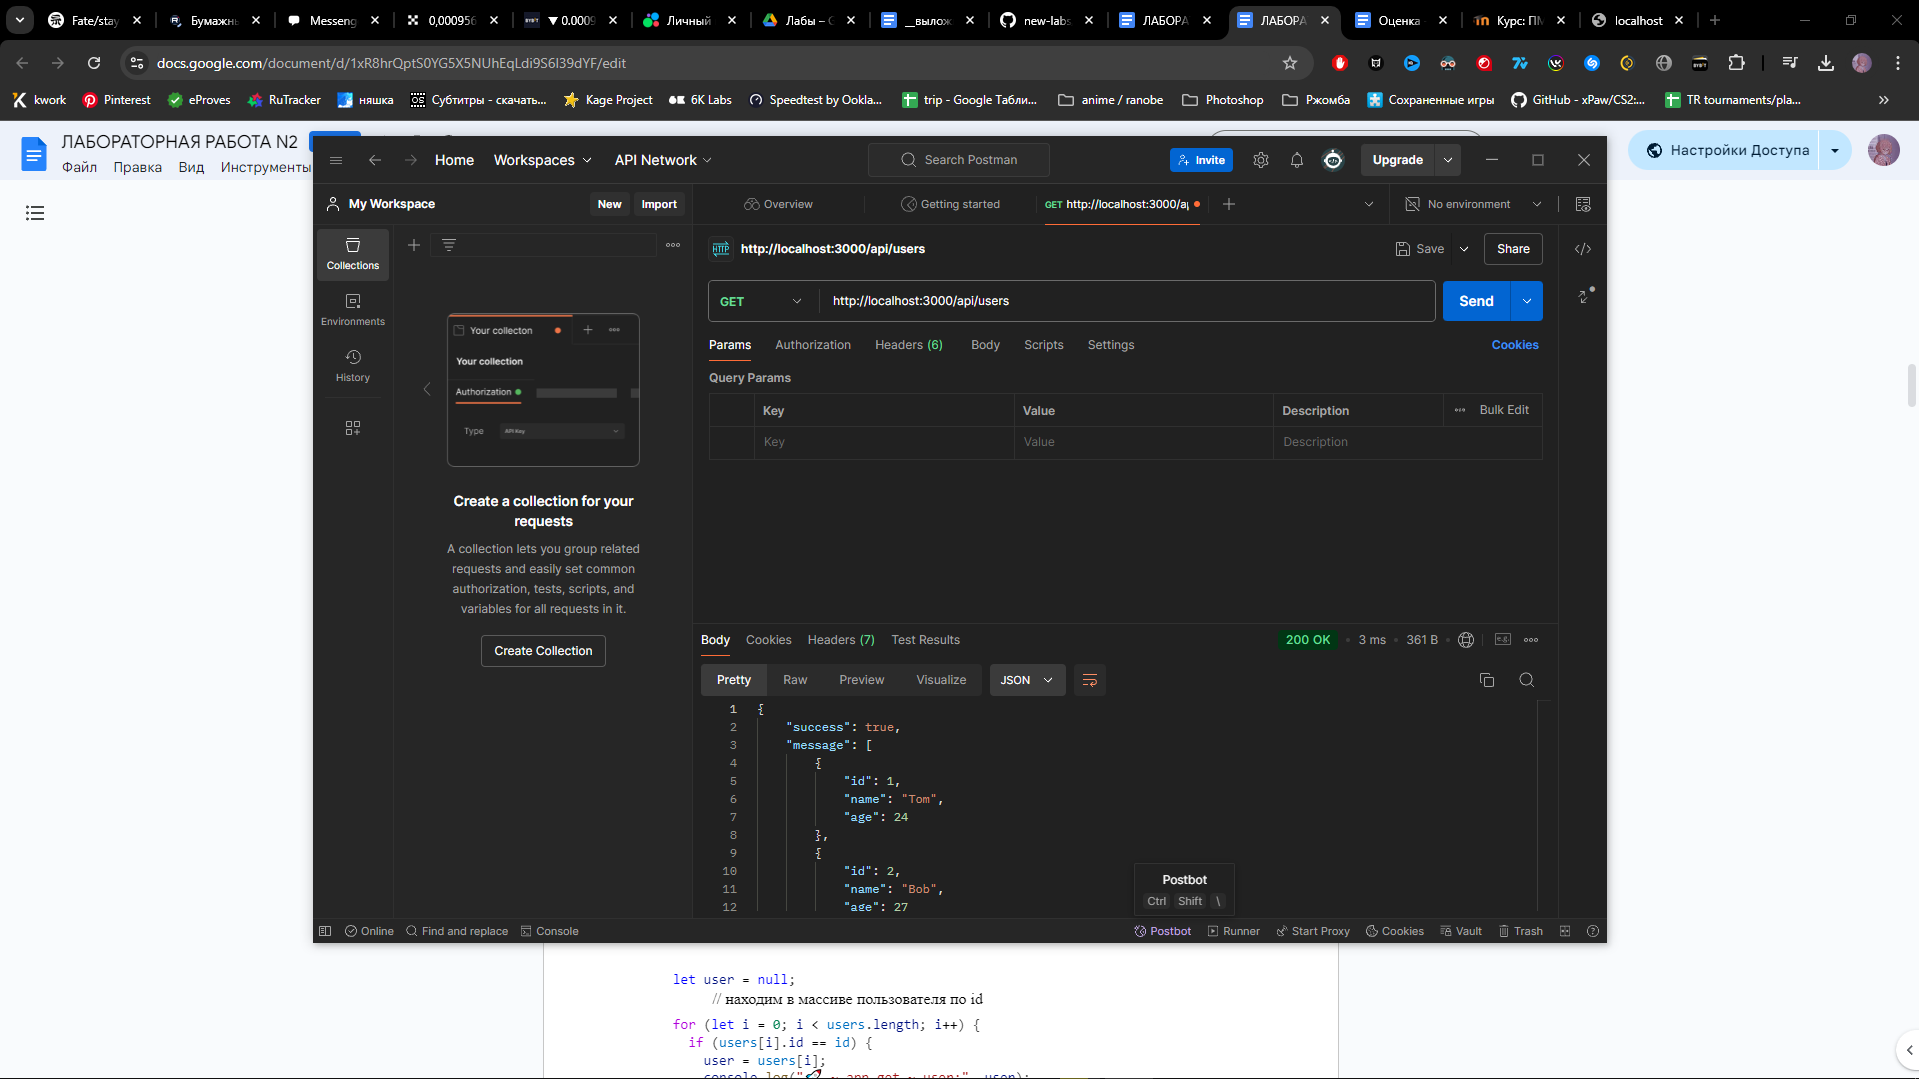 Fate/stay
Бумажнь
Messeng
0,000956
▼ 0.0009
Личный
Лабы – G
__вылож
new-labs
ЛАБОРА
ЛАБОРА
Оценка
Курс: ПМ
localhost
docs.google.com/document/d/1xR8hrQptS0YG5X5NUhEqLdi9S6l39dYF/edit
kwork
Pinterest
eProves
RuTracker
няшка
Субтитры - скачать...
Kage Project
6K Labs
Speedtest by Ookla...
trip - Google Табли...
anime / ranobe
Photoshop
Ржомба
Сохраненные игры
GitHub - xPaw/CS2:...
TR tournaments/pla...
ЛАБОРАТОРНАЯ РАБОТА N2
Файл Правка Вид Инструменты
Настройки Доступа
Home Workspaces API Network
Search Postman
Invite
Upgrade
My Workspace
New Import
Overview
Getting started
GET http://localhost:3000/a
No environment
Collections
Environments
History
HTTP http://localhost:3000/api/users
Save
Share
GET http://localhost:3000/api/users
Send
Params Authorization Headers (6) Body Scripts Settings
Cookies
Query Params
Key Value Description Bulk Edit
Key Value Description
Your collecton
Your collection
Authorization
Type API Key
Create a collection for your
requests
A collection lets you group related
requests and easily set common
authorization, tests, scripts, and
variables for all requests in it.
Create Collection
Body Cookies Headers (7) Test Results
200 OK • 3 ms • 361 B
Pretty Raw Preview Visualize JSON
1 {
2 "success": true,
3 "message": [
4 {
5 "id": 1,
6 "name": "Tom",
7 "age": 24
8 },
9 {
10 "id": 2,
11 "name": "Bob",
12 "age": 27
Postbot
Ctrl Shift \
Online
Find and replace
Console
Postbot
Runner
Start Proxy
Cookies
Vault
Trash
let user = null;
// находим в массиве пользователя по id
for (let i = 0; i < users.length; i++) {
if (users[i].id == id) {
user = users[i];
console.log("🚀 ~ app.get ~ user:", user);